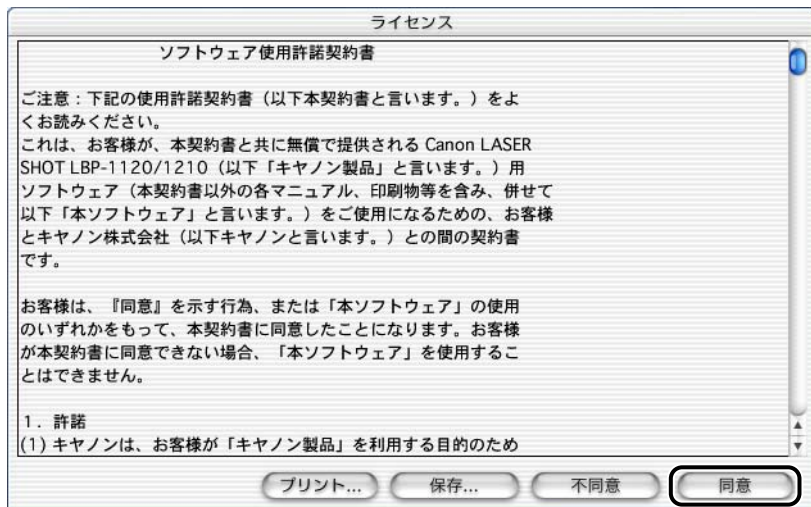 ライセンス
ソフトウェア使用許諾契約書
ご注意：下記の使用許諾契約書（以下本契約書と言います。）をよ
くお読みください。
これは、お客様が、本契約書と共に無償で提供される Canon LASER
SHOT LBP-1120/1210（以下「キヤノン製品」と言います。）用
ソフトウェア（本契約書以外の各マニュアル、印刷物等を含み、併せて
以下「本ソフトウェア」と言います。）をご使用になるための、お客様
とキヤノン株式会社（以下キヤノンと言います。）との間の契約書
です。
お客様は、『同意』を示す行為、または「本ソフトウェア」の使用
のいずれかをもって、本契約書に同意したことになります。お客様
が本契約書に同意できない場合、「本ソフトウェア」を使用するこ
とはできません。
１．許諾
(1) キヤノンは、お客様が「キヤノン製品」を利用する目的のため
プリント... 保存... 不同意 同意